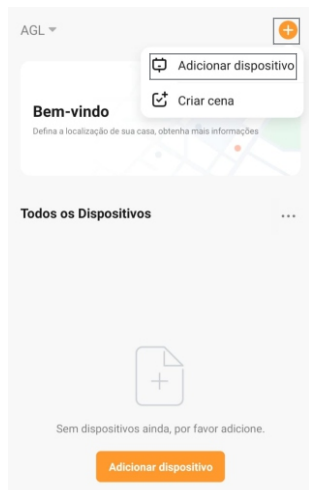 AGL
Adicionar dispositivo
Criar cena
Bem-vindo
Defina a localização de sua casa, obtenha mais informações
Todos os Dispositivos
Sem dispositivos ainda, por favor adicione.
Adicionar dispositivo